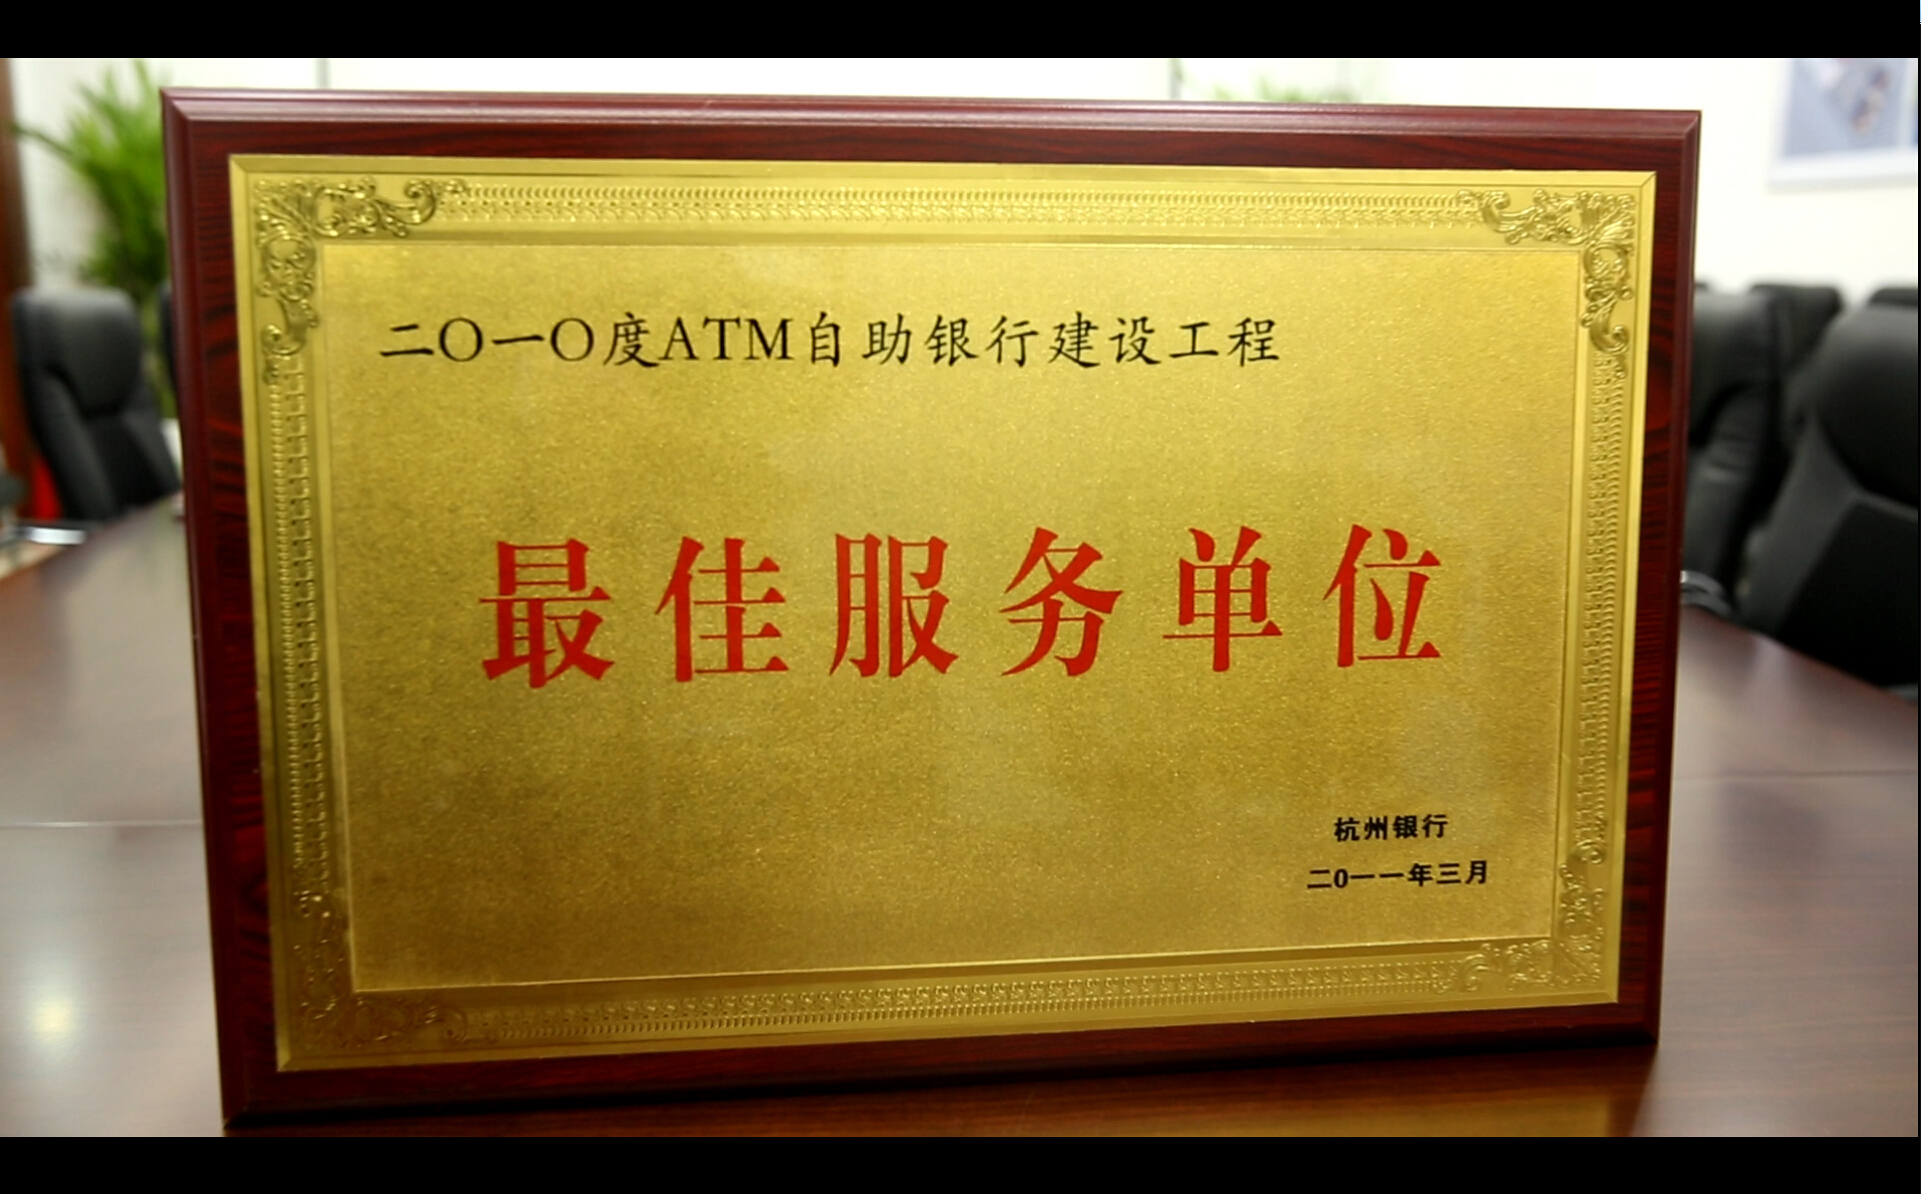 二〇一〇度ATM自助银行建设工程
最佳服务单位
杭州银行
二0一一年三月